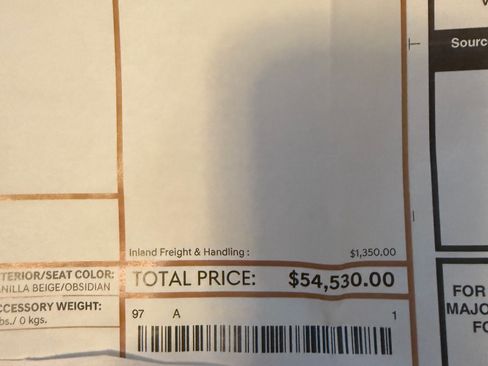 Inland Freight & Handling : $1,350.00
TERIOR/SEAT COLOR:
NILLA BEIGE/OBSIDIAN
TOTAL PRICE: $54,530.00
CCESSORY WEIGHT:
bs./ 0 kgs.
97 A 1
Sourc
FOR
MAJO
FO